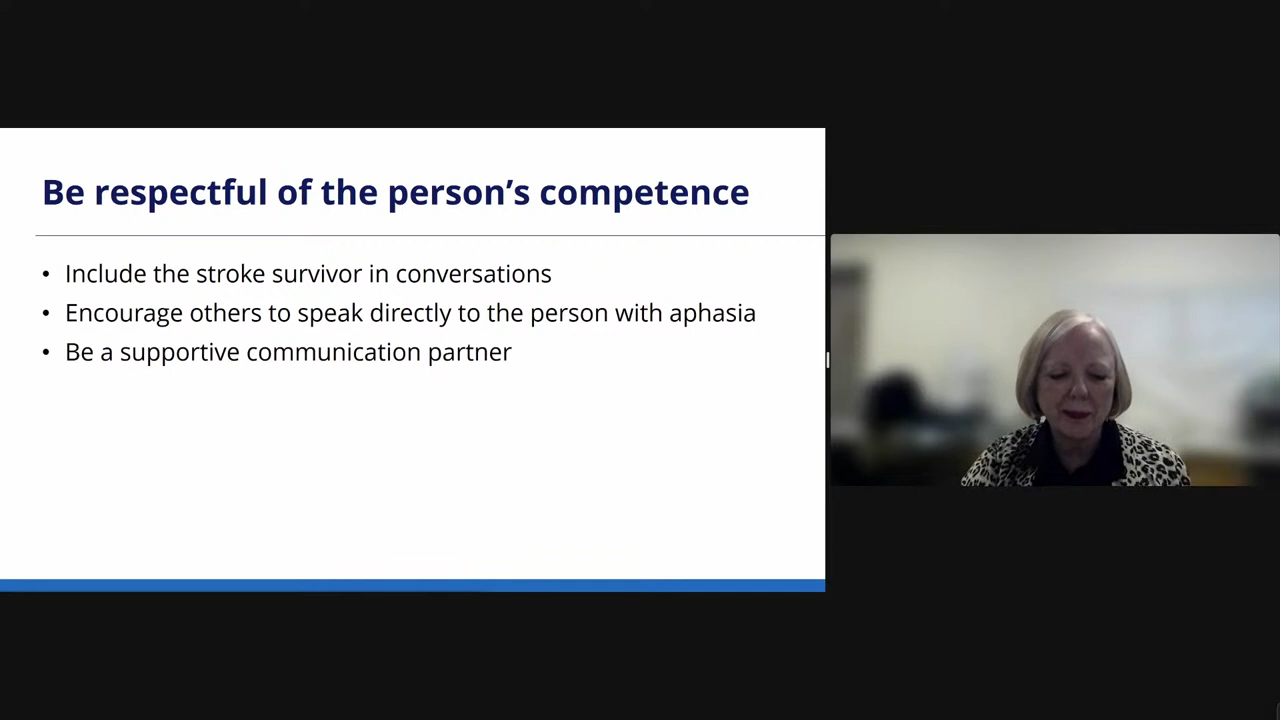 Be respectful of the person’s competence
• Include the stroke survivor in conversations
• Encourage others to speak directly to the person with aphasia
• Be a supportive communication partner